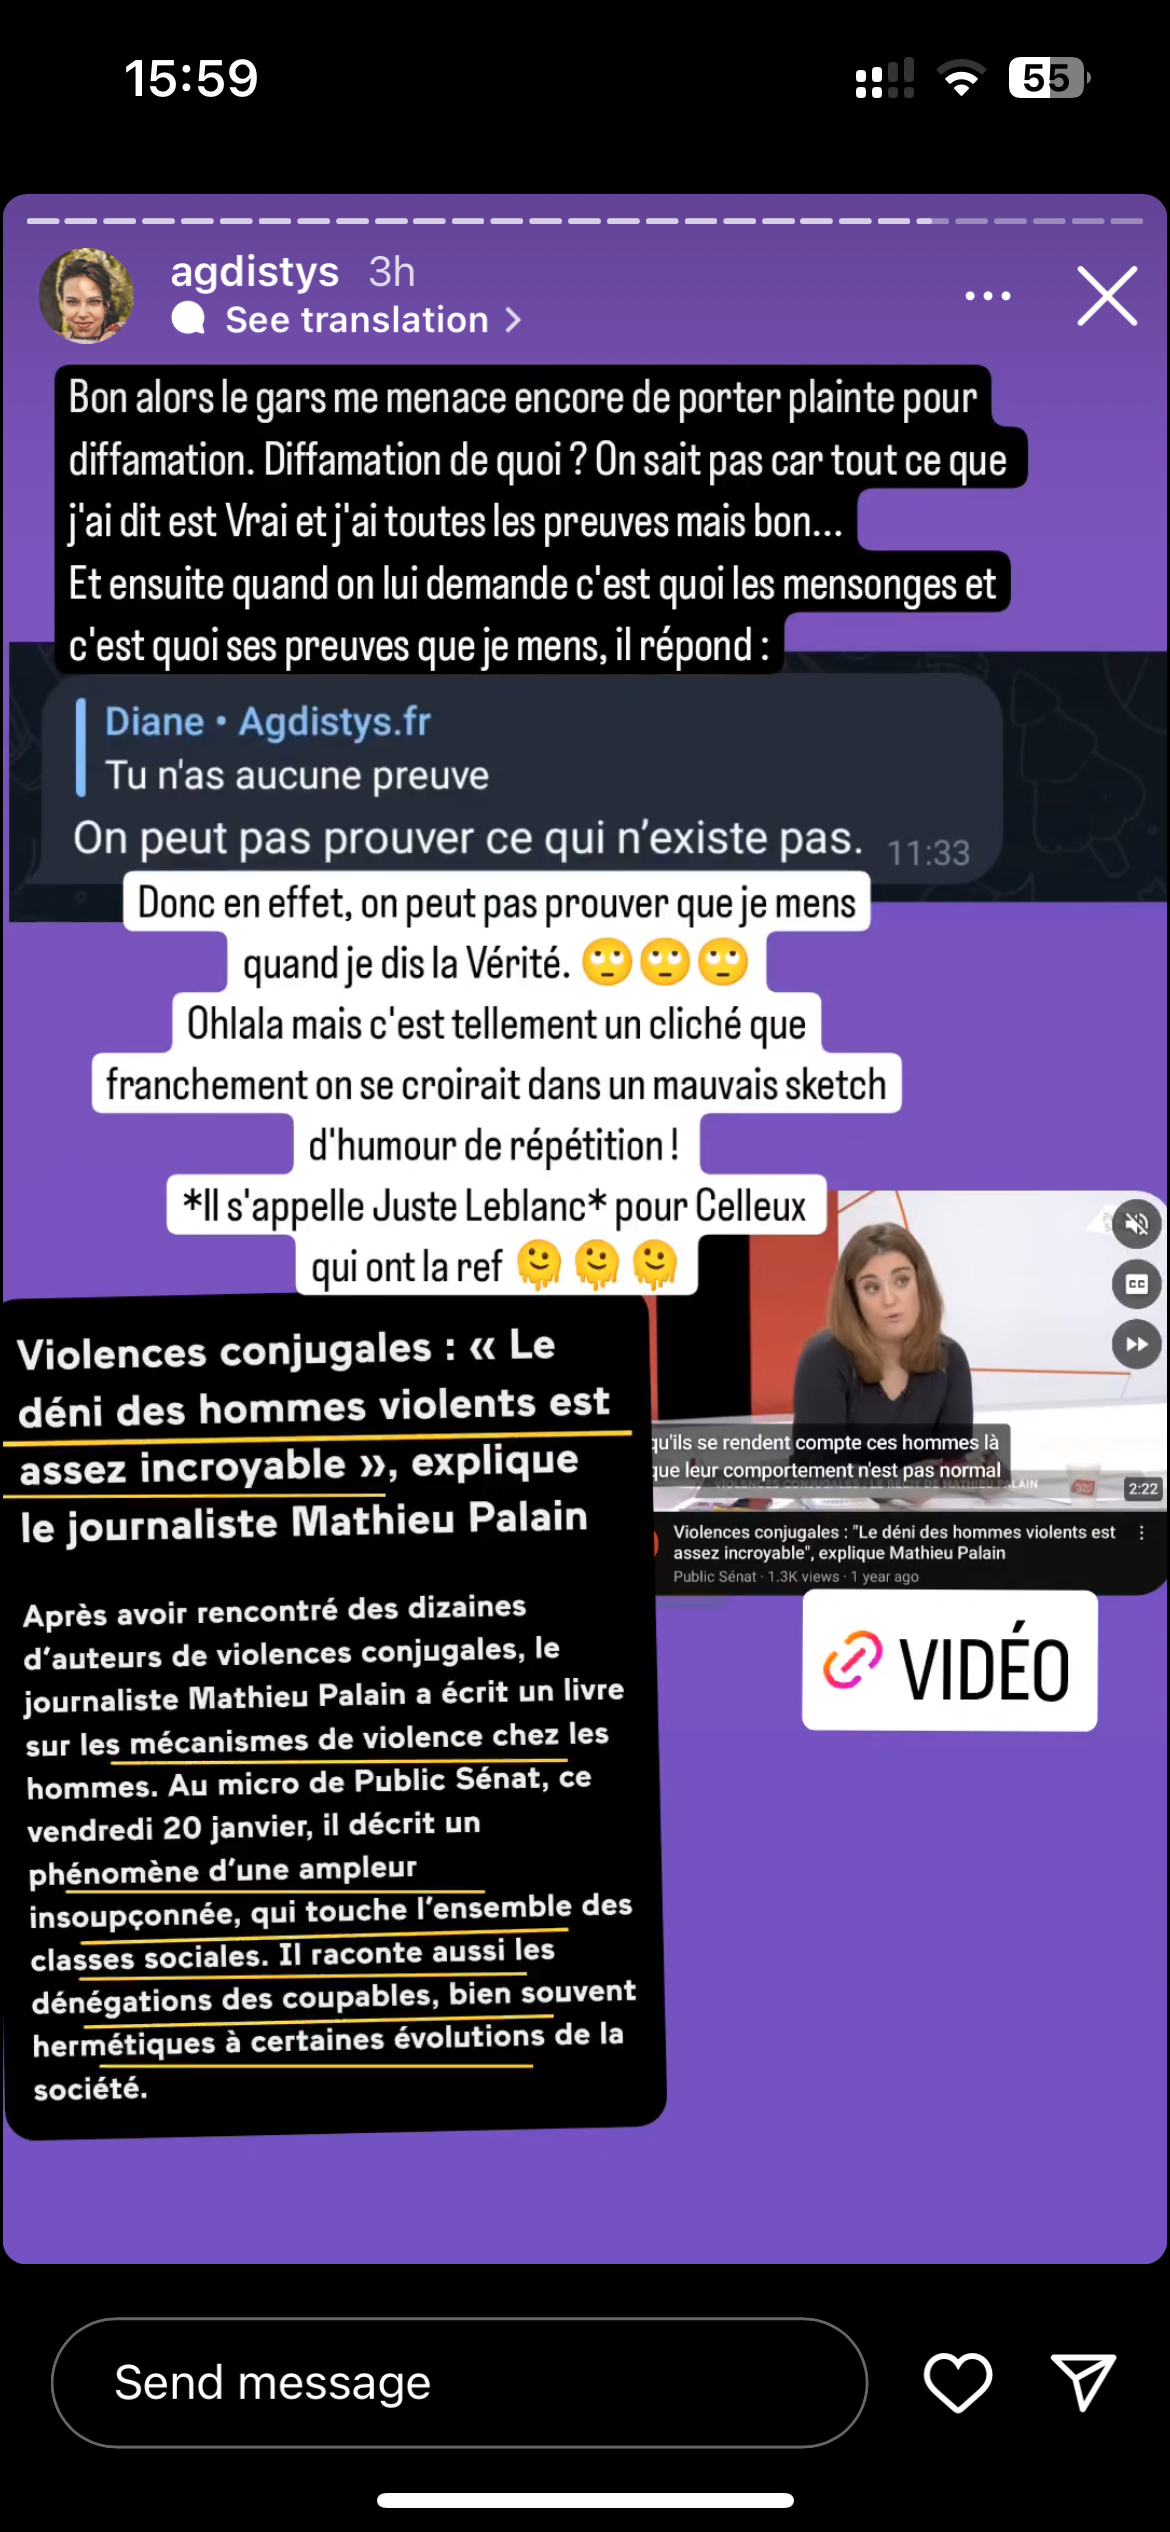 15:59
55
agdistys 3h
See translation >
Bon alors le gars me menace encore de porter plainte pour
diffamation. Diffamation de quoi ? On sait pas car tout ce que
j'ai dit est Vrai et j'ai toutes les preuves mais bon...
Et ensuite quand on lui demande c'est quoi les mensonges et
c'est quoi ses preuves que je mens, il répond :
Diane • Agdistys.fr
Tu n'as aucune preuve
On peut pas prouver ce qui n’existe pas. 11:33
Donc en effet, on peut pas prouver que je mens
quand je dis la Vérité. 🙄🙄🙄
Ohlala mais c'est tellement un cliché que
franchement on se croirait dans un mauvais sketch
d'humour de répétition !
*Il s'appelle Juste Leblanc* pour Celleux
qui ont la ref 🫠🫠🫠
Violences conjugales : « Le
déni des hommes violents est
assez incroyable », explique
le journaliste Mathieu Palain
Après avoir rencontré des dizaines
d’auteurs de violences conjugales, le
journaliste Mathieu Palain a écrit un livre
sur les mécanismes de violence chez les
hommes. Au micro de Public Sénat, ce
vendredi 20 janvier, il décrit un
phénomène d’une ampleur
insoupçonnée, qui touche l’ensemble des
classes sociales. Il raconte aussi les
dénégations des coupables, bien souvent
hermétiques à certaines évolutions de la
société.
CC
qu'ils se rendent compte ces hommes là
que leur comportement n'est pas normal
VIOLENCES CONJUGALES : LE RÉCIT DE MATHIEU PALAIN
2:22
Violences conjugales : "Le déni des hommes violents est
assez incroyable", explique Mathieu Palain
Public Sénat · 1.3K views · 1 year ago
VIDÉO
Send message